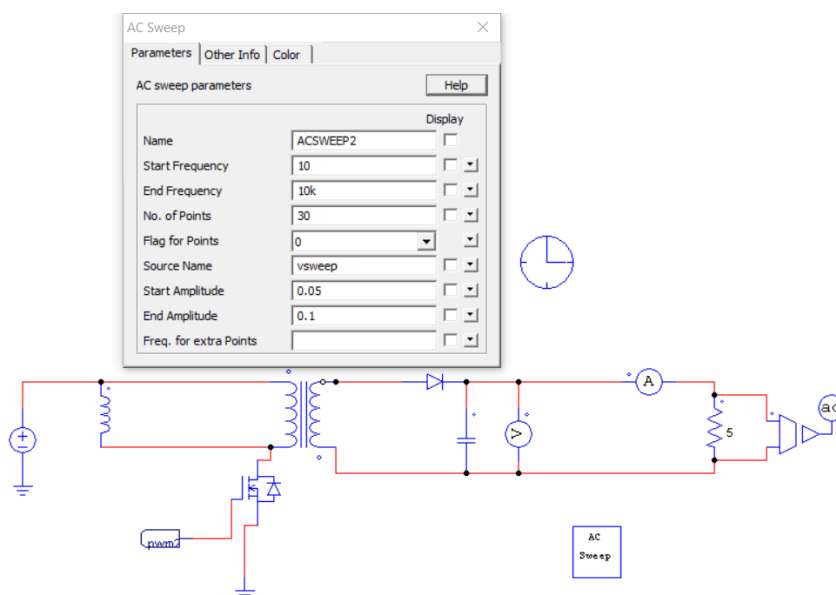 AC Sweep
Parameters Other Info Color
AC sweep parameters Help
Display
Name ACSWEEP2
Start Frequency 10
End Frequency 10k
No. of Points 30
Flag for Points 0
Source Name vsweep
Start Amplitude 0.05
End Amplitude 0.1
Freq. for extra Points
A
ac
V
5
pwm2
AC
Sweep